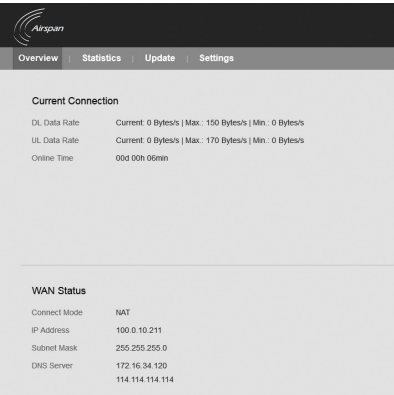 Airspan
Overview | Statistics | Update | Settings
Current Connection
DL Data Rate Current: 0 Bytes/s | Max.: 150 Bytes/s | Min.: 0 Bytes/s
UL Data Rate Current: 0 Bytes/s | Max.: 170 Bytes/s | Min.: 0 Bytes/s
Online Time 00d 00h 06min
WAN Status
Connect Mode NAT
IP Address 100.0.10.211
Subnet Mask 255.255.255.0
DNS Server 172.16.34.120
114.114.114.114